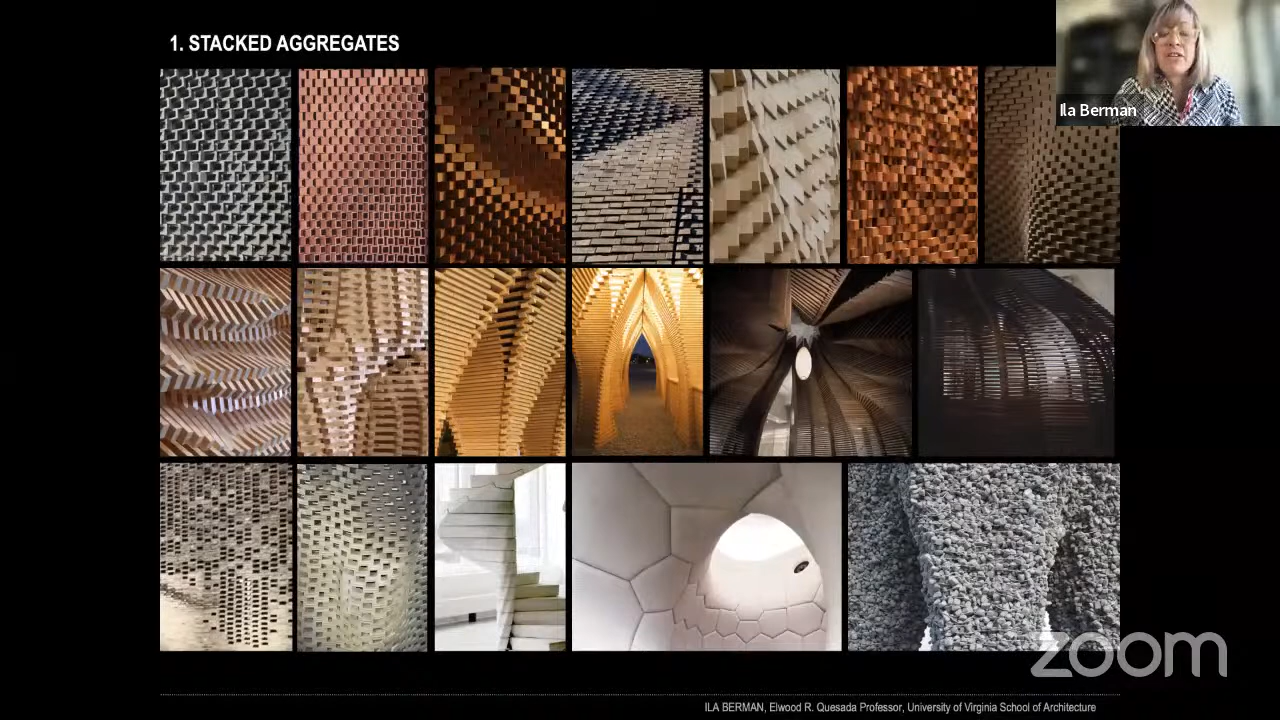 1. STACKED AGGREGATES
Ila Berman
zoom
ILA BERMAN, Elwood R. Quesada Professor, University of Virginia School of Architecture